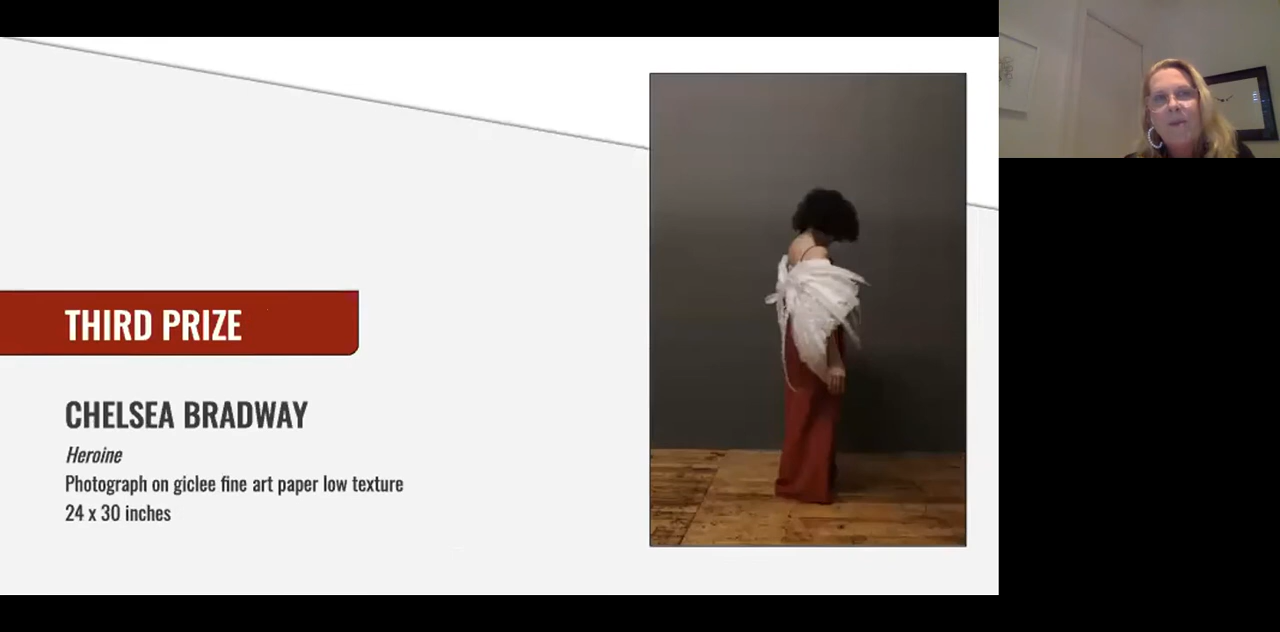 THIRD PRIZE
CHELSEA BRADWAY
Heroine
Photograph on giclee fine art paper low texture
24 x 30 inches